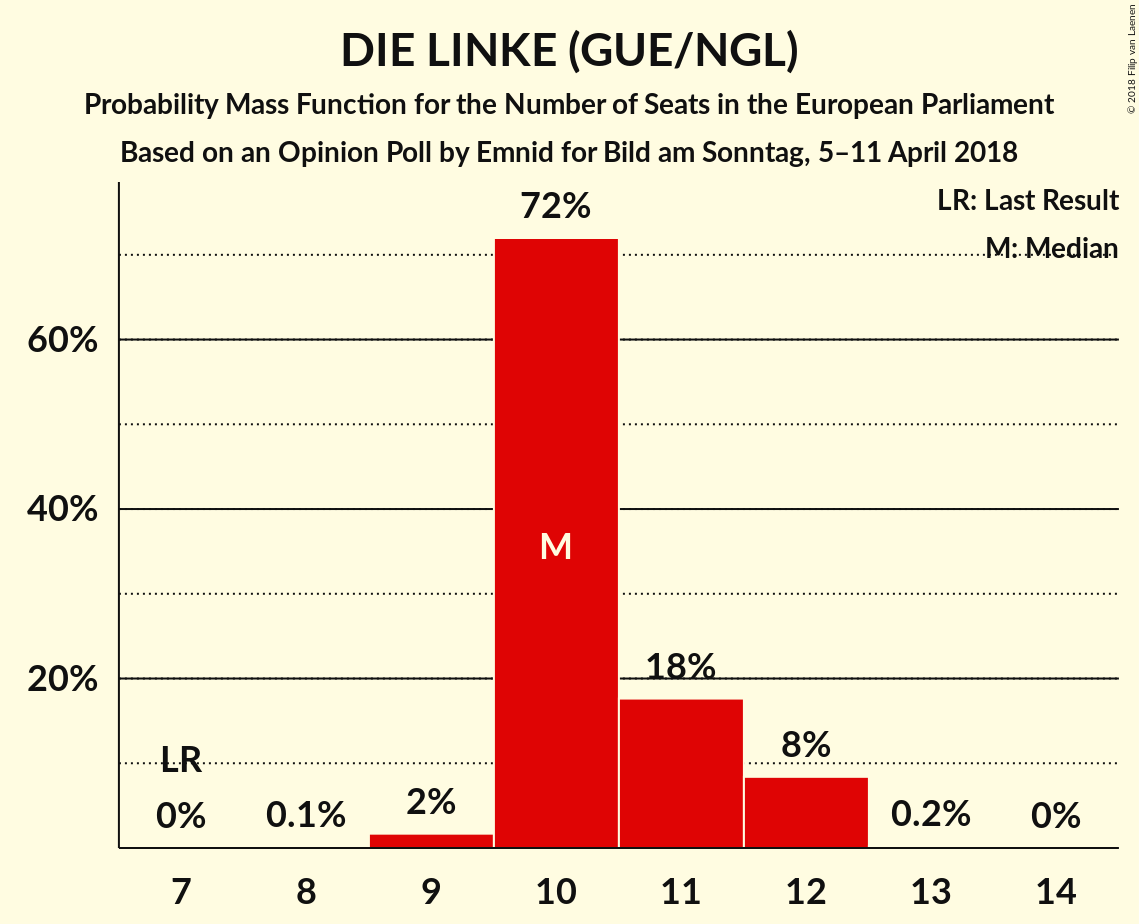 DIE LINKE (GUE/NGL)
Probability Mass Function for the Number of Seats in the European Parliament
Based on an Opinion Poll by Emnid for Bild am Sonntag, 5–11 April 2018
© 2018 Filip van Laenen
LR: Last Result
M: Median
72%
60%
40%
M
20%
18%
LR
8%
0%
0.1%
2%
0.2%
0%
7 8 9 10 11 12 13 14